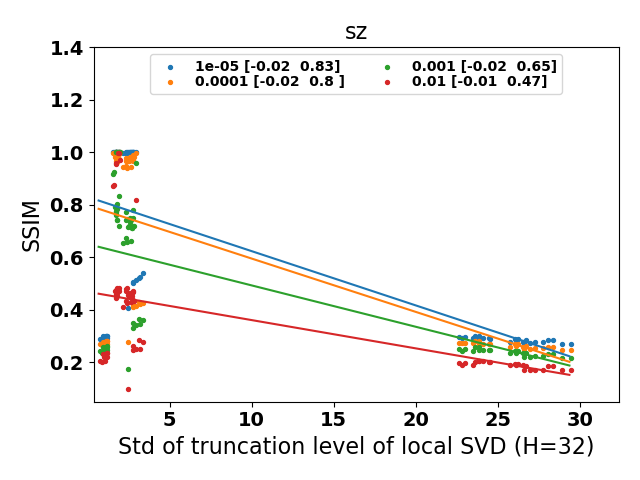 sz
1e-05 [-0.02  0.83]
0.0001 [-0.02  0.8 ]
0.001 [-0.02  0.65]
0.01 [-0.01  0.47]
1.4
1.2
1.0
0.8
0.6
0.4
0.2
SSIM
5 10 15 20 25 30
Std of truncation level of local SVD (H=32)